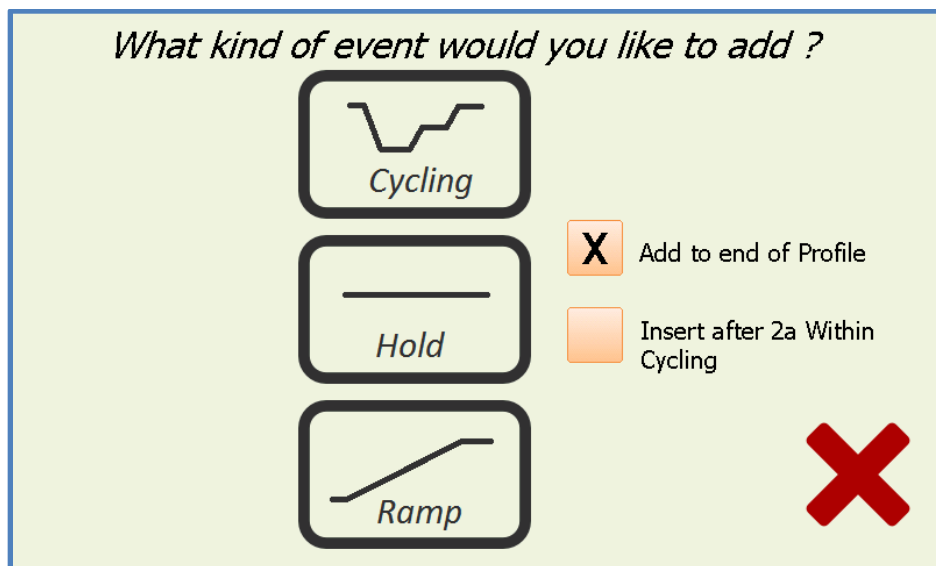 What kind of event would you like to add ?
Cycling
Hold
Ramp
X
Add to end of Profile
Insert after 2a Within
Cycling